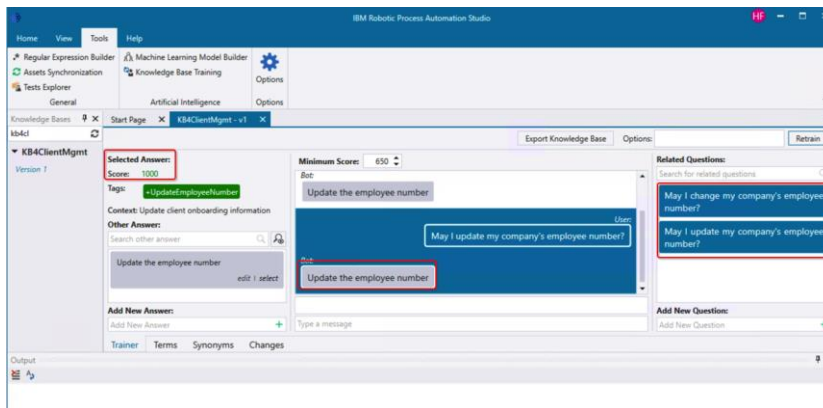 IBM Robotic Process Automation Studio
HF
Home View Tools Help
Regular Expression Builder
Assets Synchronization
Tests Explorer
General
Machine Learning Model Builder
Knowledge Base Training
Artificial Intelligence
Options
Options
Knowledge Bases
kb4cl
KB4ClientMgmt
Version 1
Start Page
KB4ClientMgmt - v1
Export Knowledge Base Options: Retrain
Selected Answer:
Score: 1000
Tags: +UpdateEmployeeNumber
Context: Update client onboarding information
Other Answer:
Search other answer
Update the employee number
edit | select
Add New Answer:
Add New Answer
Minimum Score: 650
Bot:
Update the employee number
User:
May I update my company's employee number?
Bot:
Update the employee number
Type a message
Related Questions:
Search for related questions
May I change my company's employee
number?
May I update my company's employee
number?
Add New Question:
Add New Question
Trainer Terms Synonyms Changes
Output